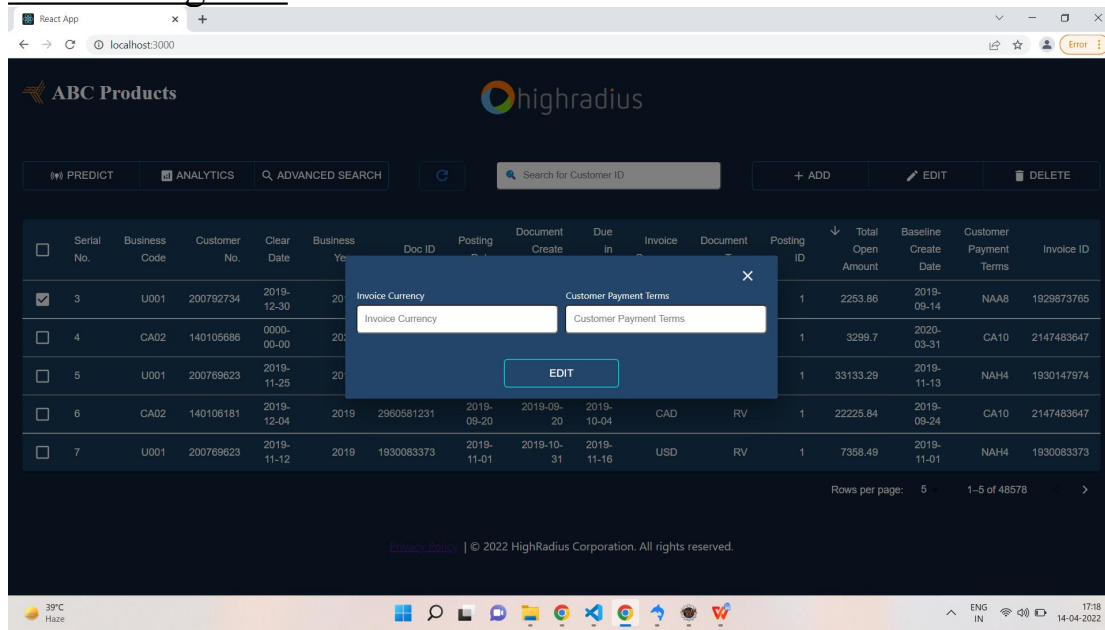 React App
localhost:3000
Error
ABC Products
highradius
PREDICT ANALYTICS ADVANCED SEARCH Search for Customer ID + ADD EDIT DELETE
Serial No. Business Code Customer No. Clear Date Business Doc ID Posting Document Create Due in Invoice Document Posting ID Total Open Amount Baseline Create Date Customer Payment Terms Invoice ID
3 U001 200792734 2019-12-30 1 2253.86 2019-09-14 NAA8 1929873765
4 CA02 140105686 0000-00-00 1 3299.7 2020-03-31 CA10 2147483647
5 U001 200769623 2019-11-25 1 33133.29 2019-11-13 NAH4 1930147974
6 CA02 140106181 2019-12-04 2019 2960581231 2019-09-20 2019-09-20 2019-10-04 CAD RV 1 22225.84 2019-09-24 CA10 2147483647
7 U001 200769623 2019-11-12 2019 1930083373 2019-11-01 2019-10-31 2019-11-16 USD RV 1 7358.49 2019-11-01 NAH4 1930083373
Invoice Currency Customer Payment Terms
Invoice Currency Customer Payment Terms
EDIT
Rows per page: 5 1–5 of 48578
Privacy Policy | © 2022 HighRadius Corporation. All rights reserved.
39°C
Haze
ENG
IN
17:18
14-04-2022